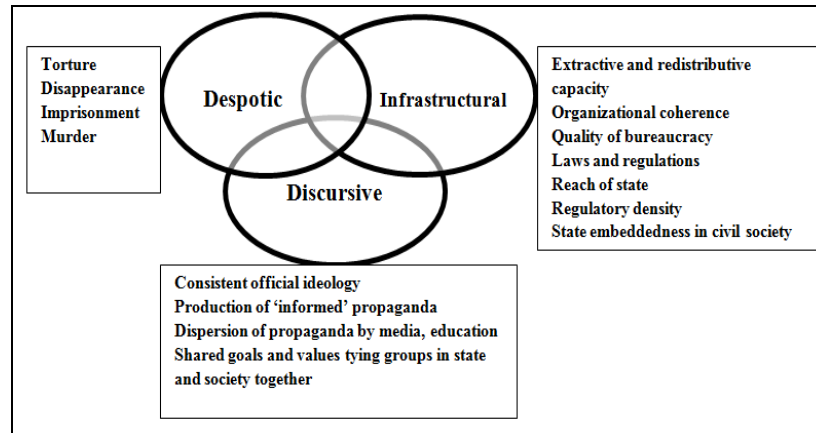 Torture
Disappearance
Imprisonment
Murder
Despotic
Infrastructural
Discursive
Extractive and redistributive
capacity
Organizational coherence
Quality of bureaucracy
Laws and regulations
Reach of state
Regulatory density
State embeddedness in civil society
Consistent official ideology
Production of ‘informed’ propaganda
Dispersion of propaganda by media, education
Shared goals and values tying groups in state
and society together